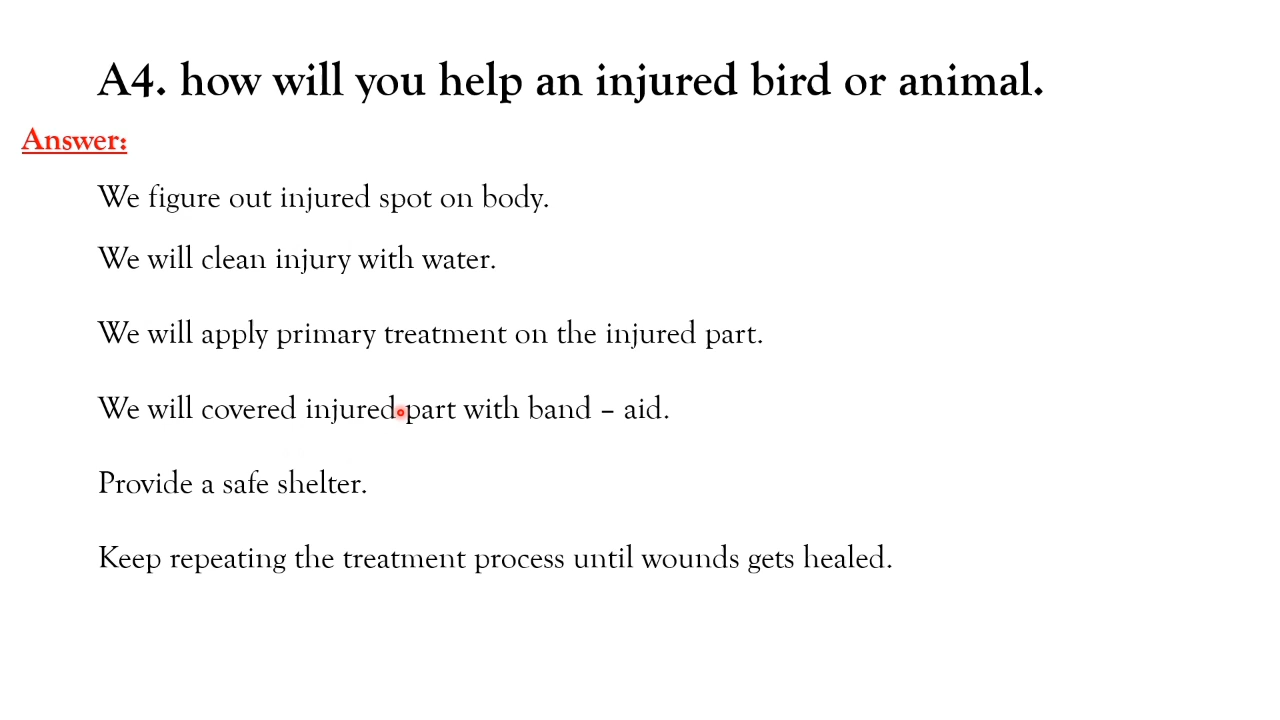 A4. how will you help an injured bird or animal.
Answer:
We figure out injured spot on body.
We will clean injury with water.
We will apply primary treatment on the injured part.
We will covered injured part with band – aid.
Provide a safe shelter.
Keep repeating the treatment process until wounds gets healed.